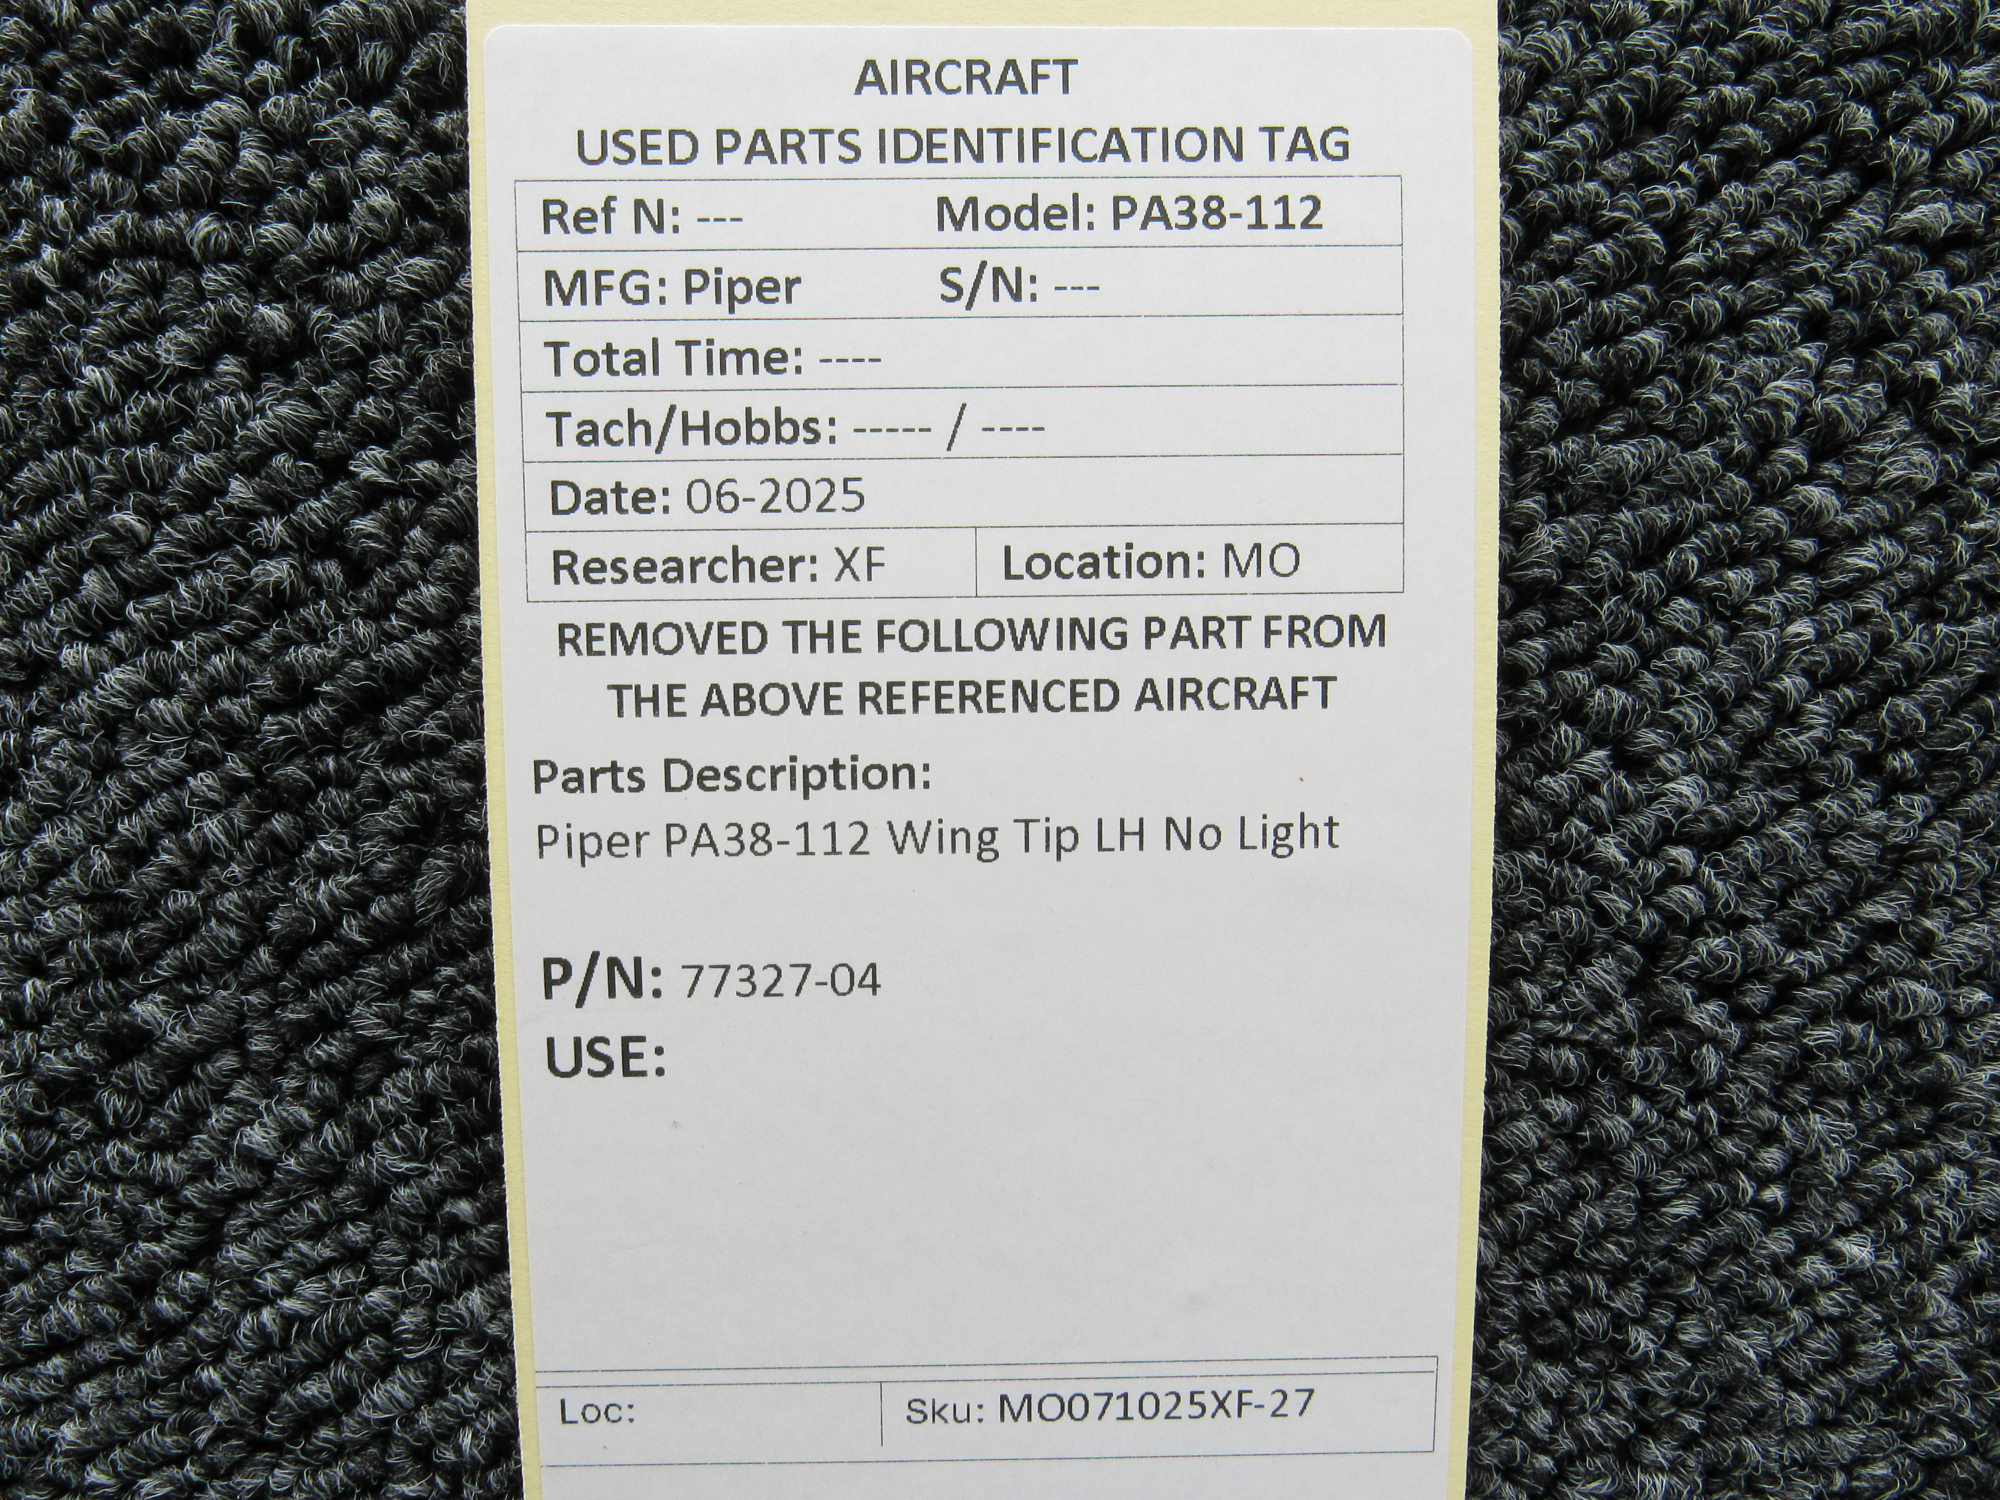 AIRCRAFT
USED PARTS IDENTIFICATION TAG
Ref N: --- Model: PA38-112
MFG: Piper S/N: ---
Total Time: ----
Tach/Hobbs: ----- / ----
Date: 06-2025
Researcher: XF Location: MO
REMOVED THE FOLLOWING PART FROM
THE ABOVE REFERENCED AIRCRAFT
Parts Description:
Piper PA38-112 Wing Tip LH No Light
P/N: 77327-04
USE:
Loc: Sku: MO071025XF-27